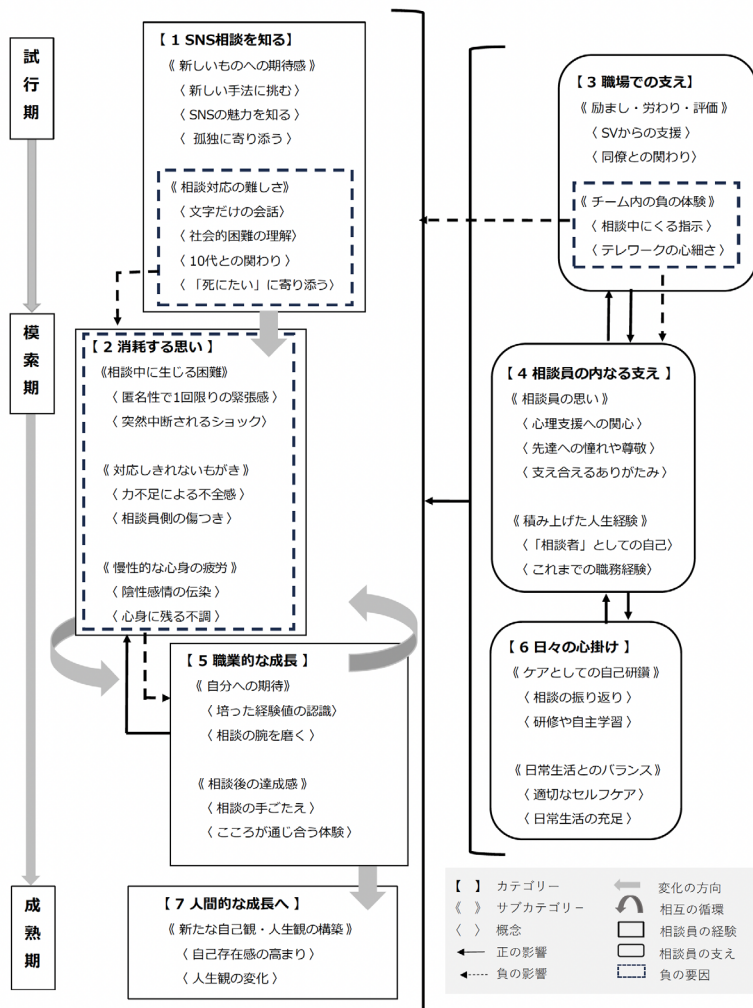 試行期
模索期
成熟期
【 1 SNS相談を知る】
《 新しいものへの期待感 》
〈 新しい手法に挑む 〉
〈 SNSの魅力を知る 〉
〈 孤独に寄り添う 〉
《 相談対応の難しさ》
〈 文字だけの会話〉
〈 社会的困難の理解〉
〈 10代との関わり 〉
〈 「死にたい」に寄り添う 〉
【 2 消耗する思い 】
《相談中に生じる困難》
〈 匿名性で1回限りの緊張感 〉
〈 突然中断されるショック〉
《 対応しきれないもがき 》
〈 力不足による不全感 〉
〈 相談員側の傷つき 〉
《 慢性的な心身の疲労 》
〈 陰性感情の伝染 〉
〈 心身に残る不調 〉
【 5 職業的な成長 】
《 自分への期待 》
〈 培った経験値の認識〉
〈 相談の腕を磨く 〉
《 相談後の達成感 》
〈 相談の手ごたえ 〉
〈 こころが通じ合う体験 〉
【 7 人間的な成長へ 】
《 新たな自己観・人生観の構築 》
〈 自己存在感の高まり 〉
〈 人生観の変化 〉
【 3 職場での支え】
《 励まし・労わり・評価 》
〈 SVからの支援 〉
〈 同僚との関わり 〉
《 チーム内の負の体験 》
〈 相談中にくる指示 〉
〈 テレワークの心細さ 〉
【 4 相談員の内なる支え 】
《 相談員の思い 》
〈 心理支援への関心 〉
〈 先達への憧れや尊敬 〉
〈 支え合えるありがたみ 〉
《 積み上げた人生経験 》
〈 「相談者」としての自己〉
〈 これまでの職務経験 〉
【 6 日々の心掛け 】
《 ケアとしての自己研鑽 》
〈 相談の振り返り 〉
〈 研修や自主学習 〉
《 日常生活とのバランス 》
〈 適切なセルフケア 〉
〈 日常生活の充足 〉
【 】 カテゴリー
《 》 サブカテゴリー
〈 〉 概念
正の影響
負の影響
変化の方向
相互の循環
相談員の経験
相談員の支え
負の要因